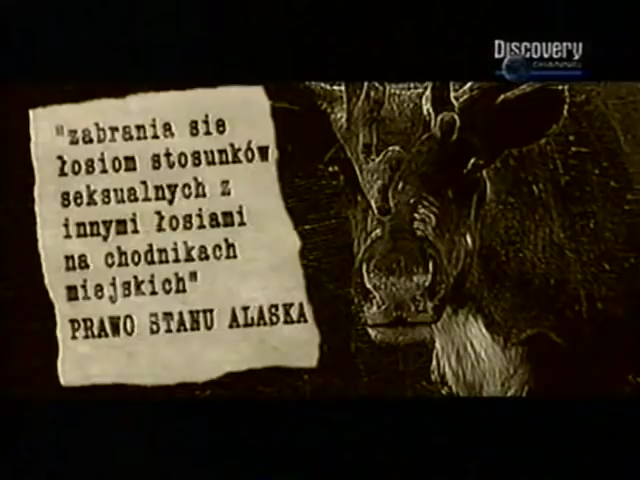 Discovery
CHANNEL
"zabrania sie
łosiom stosunków
seksualnych z
innymi łosiami
na chodnikach
miejskich"
PRAWO STANU ALASKA